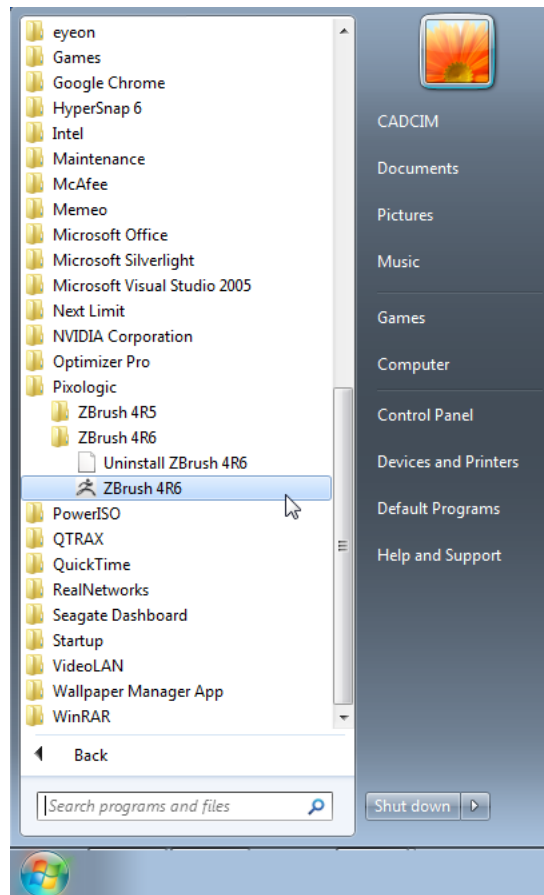 eyeon
Games
Google Chrome
HyperSnap 6
Intel
Maintenance
McAfee
Memeo
Microsoft Office
Microsoft Silverlight
Microsoft Visual Studio 2005
Next Limit
NVIDIA Corporation
Optimizer Pro
Pixologic
ZBrush 4R5
ZBrush 4R6
Uninstall ZBrush 4R6
ZBrush 4R6
PowerISO
QTRAX
QuickTime
RealNetworks
Seagate Dashboard
Startup
VideoLAN
Wallpaper Manager App
WinRAR
Back
Search programs and files
CADCIM
Documents
Pictures
Music
Games
Computer
Control Panel
Devices and Printers
Default Programs
Help and Support
Shut down